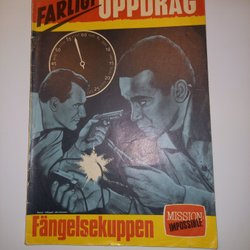 FARLIGT
UPPDRAG
Fängelsekuppen
MISSION
IMPOSSIBLE